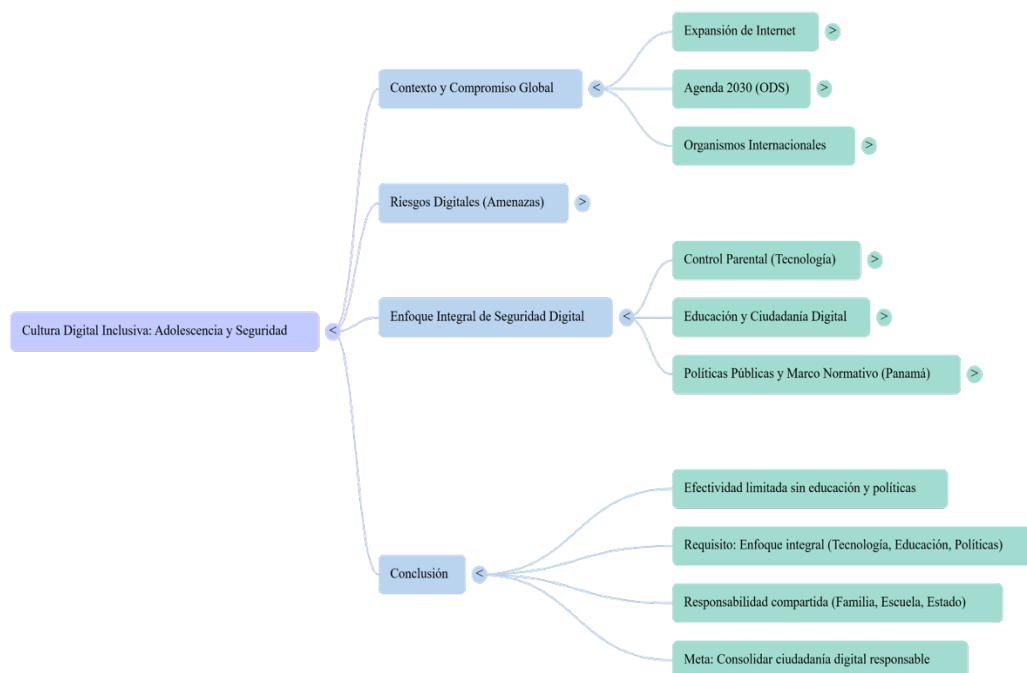 Cultura Digital Inclusiva: Adolescencia y Seguridad
<
Contexto y Compromiso Global
<
Expansión de Internet
>
Agenda 2030 (ODS)
>
Organismos Internacionales
>
Riesgos Digitales (Amenazas)
>
Enfoque Integral de Seguridad Digital
<
Control Parental (Tecnología)
>
Educación y Ciudadanía Digital
>
Políticas Públicas y Marco Normativo (Panamá)
>
Conclusión
<
Efectividad limitada sin educación y políticas
Requisito: Enfoque integral (Tecnología, Educación, Políticas)
Responsabilidad compartida (Familia, Escuela, Estado)
Meta: Consolidar ciudadanía digital responsable